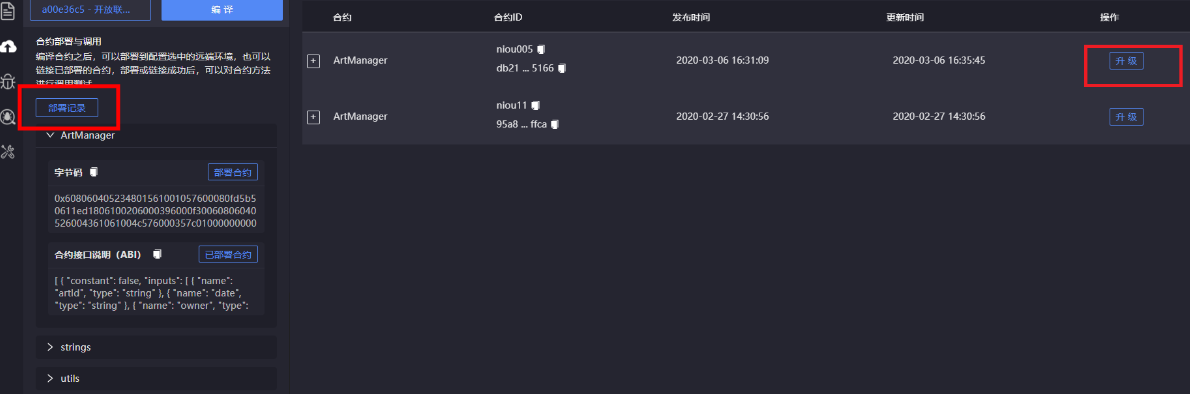 a00e36c5 - 开放联...
编 译
合约部署与调用
编译合约之后，可以部署到配置选中的远端环境，也可以
链接已部署的合约，部署或链接成功后，可以对合约方法
进行调用测试
部署记录
ArtManager
字节码
部署合约
0x608060405234801561001057600080fd5b5
0611ed1806100206000396000f30060806040
526004361061004c576000357c01000000000
合约接口说明（ABI）
已部署合约
[ { "constant": false, "inputs": [ { "name":
"artId", "type": "string" }, { "name": "date",
"type": "string" }, { "name": "owner", "type":
strings
utils
合约 合约ID 发布时间 更新时间 操作
ArtManager niou005 2020-03-06 16:31:09 2020-03-06 16:35:45 升 级
db21 ... 5166
ArtManager niou11 2020-02-27 14:30:56 2020-02-27 14:30:56 升 级
95a8 ... ffca